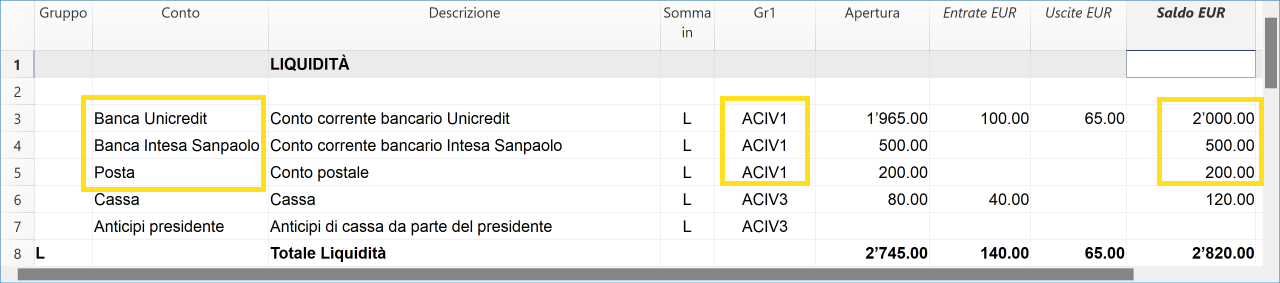 Gruppo Conto Descrizione Somma in Gr1 Apertura Entrate EUR Uscite EUR Saldo EUR
1 LIQUIDITÀ
2
3 Banca Unicredit Conto corrente bancario Unicredit L ACIV1 1’965.00 100.00 65.00 2’000.00
4 Banca Intesa Sanpaolo Conto corrente bancario Intesa Sanpaolo L ACIV1 500.00 500.00
5 Posta Conto postale L ACIV1 200.00 200.00
6 Cassa Cassa L ACIV3 80.00 40.00 120.00
7 Anticipi presidente Anticipi di cassa da parte del presidente L ACIV3
8 L Totale Liquidità 2’745.00 140.00 65.00 2’820.00